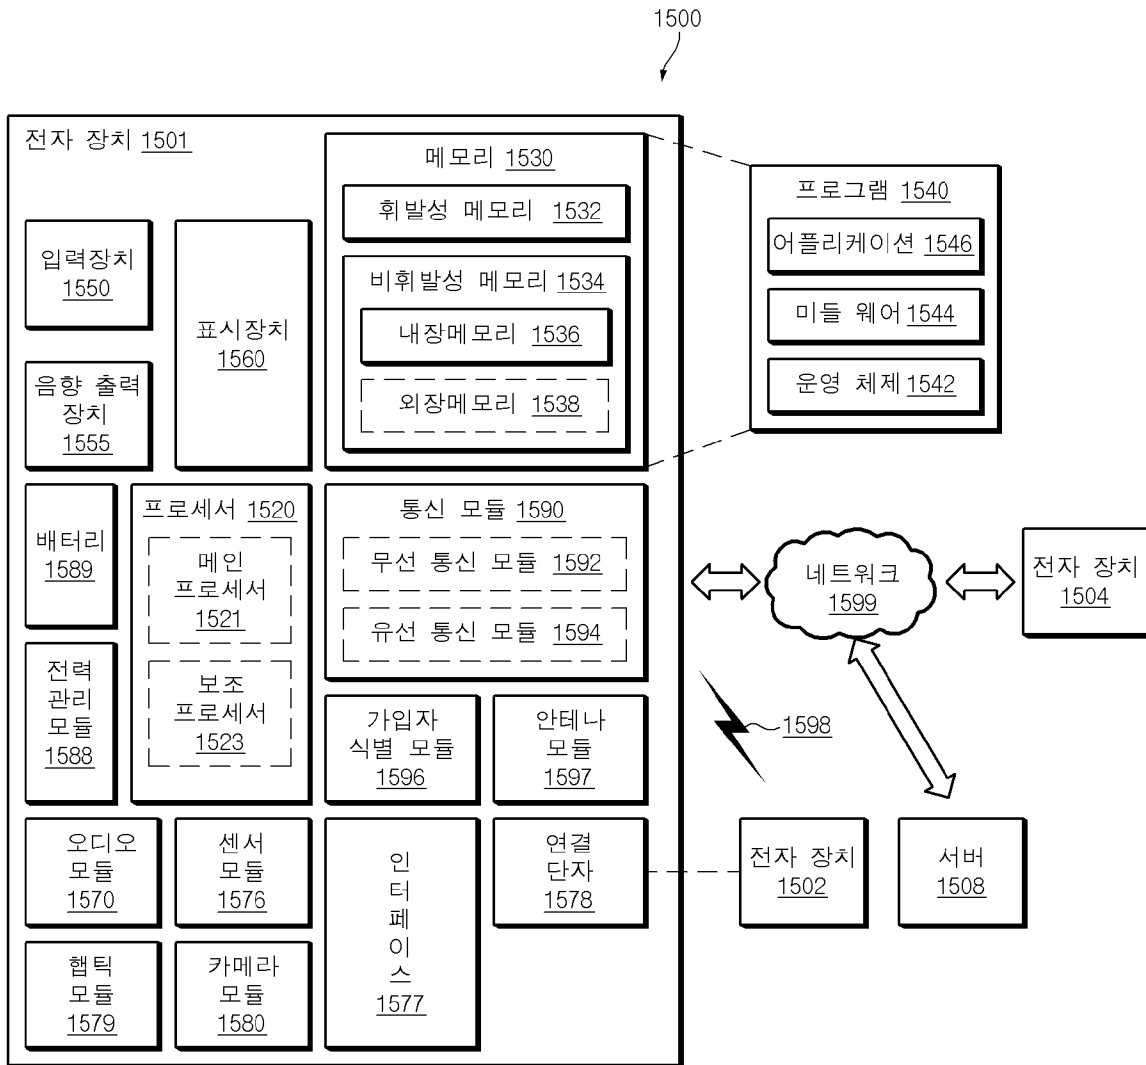 1500
전자 장치 1501
메모리 1530
휘발성 메모리 1532
비휘발성 메모리 1534
내장메모리 1536
외장메모리 1538
프로그램 1540
어플리케이션 1546
미들 웨어 1544
운영 체제 1542
입력장치
1550
표시장치
1560
음향 출력
장치
1555
배터리
1589
프로세서 1520
메인
프로세서
1521
보조
프로세서
1523
통신 모듈 1590
무선 통신 모듈 1592
유선 통신 모듈 1594
네트워크
1599
전자 장치
1504
전력
관리
모듈
1588
가입자
식별 모듈
1596
안테나
모듈
1597
1598
오디오
모듈
1570
센서
모듈
1576
인
터
페
이
스
1577
연결
단자
1578
전자 장치
1502
서버
1508
햅틱
모듈
1579
카메라
모듈
1580